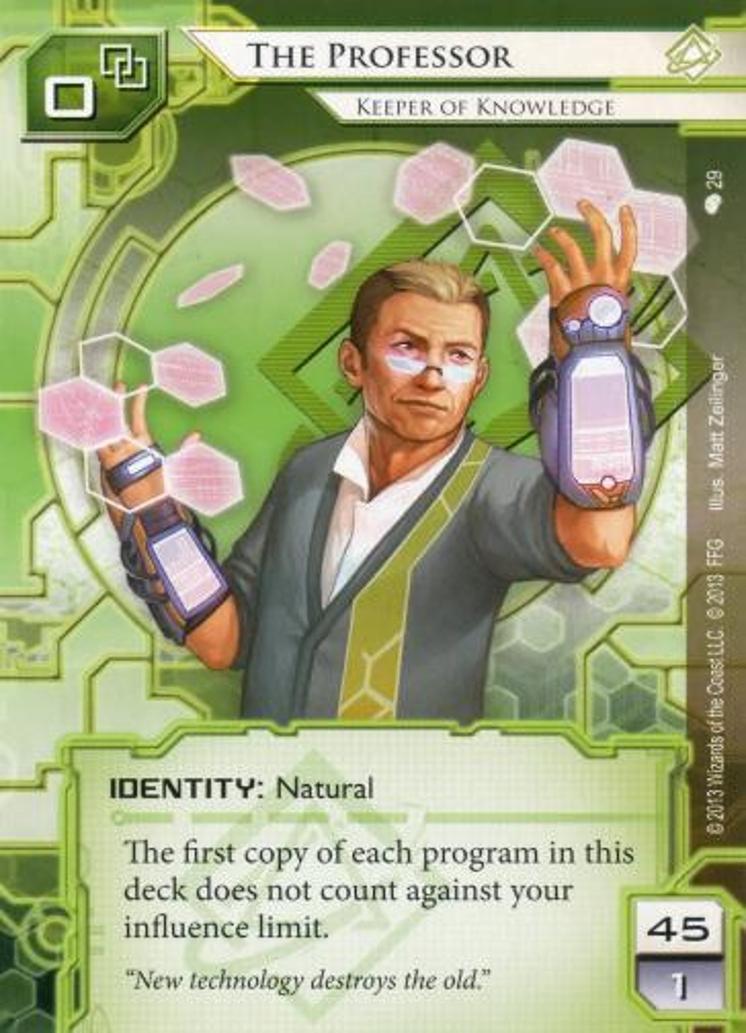 0
THE PROFESSOR
KEEPER OF KNOWLEDGE
29
Illus. Matt Zeilinger
© 2013 Wizards of the Coast LLC. © 2013 FFG
IDENTITY: Natural
The first copy of each program in this
deck does not count against your
influence limit.
“New technology destroys the old.”
45
1